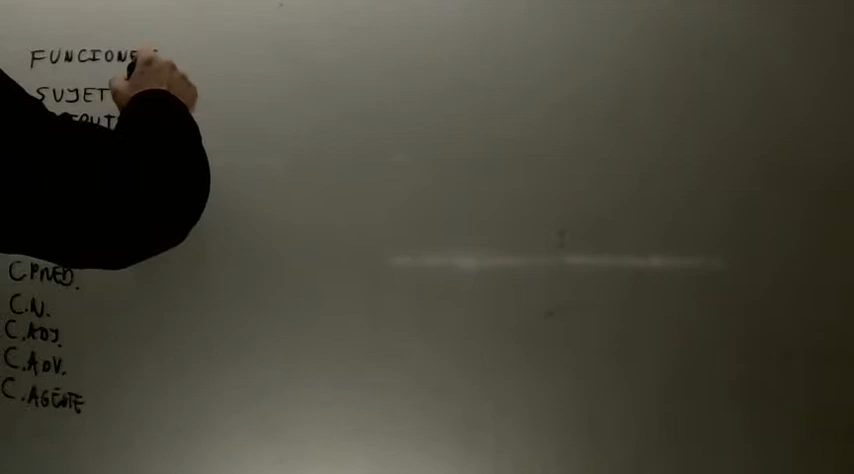 FUNCIONES
SUJET
C.PRED.
C.N.
C.ADJ.
C.ADV.
C.AGENTE